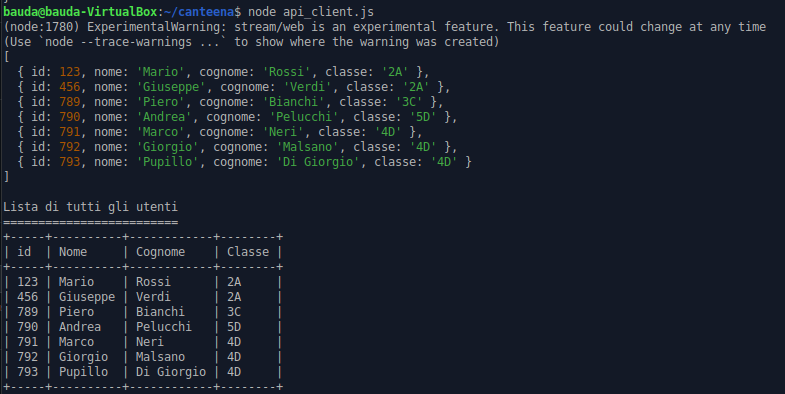 bauda@bauda-VirtualBox:~/canteena$ node api_client.js
(node:1780) ExperimentalWarning: stream/web is an experimental feature. This feature could change at any time
(Use `node --trace-warnings ...` to show where the warning was created)
[
  { id: 123, nome: 'Mario', cognome: 'Rossi', classe: '2A' },
  { id: 456, nome: 'Giuseppe', cognome: 'Verdi', classe: '2A' },
  { id: 789, nome: 'Piero', cognome: 'Bianchi', classe: '3C' },
  { id: 790, nome: 'Andrea', cognome: 'Pelucchi', classe: '5D' },
  { id: 791, nome: 'Marco', cognome: 'Neri', classe: '4D' },
  { id: 792, nome: 'Giorgio', cognome: 'Malsano', classe: '4D' },
  { id: 793, nome: 'Pupillo', cognome: 'Di Giorgio', classe: '4D' }
]

Lista di tutti gli utenti
=========================
+-----+----------+------------+--------+
| id  | Nome     | Cognome    | Classe |
+-----+----------+------------+--------+
| 123 | Mario    | Rossi      | 2A     |
| 456 | Giuseppe | Verdi      | 2A     |
| 789 | Piero    | Bianchi    | 3C     |
| 790 | Andrea   | Pelucchi   | 5D     |
| 791 | Marco    | Neri       | 4D     |
| 792 | Giorgio  | Malsano    | 4D     |
| 793 | Pupillo  | Di Giorgio | 4D     |
+-----+----------+------------+--------+